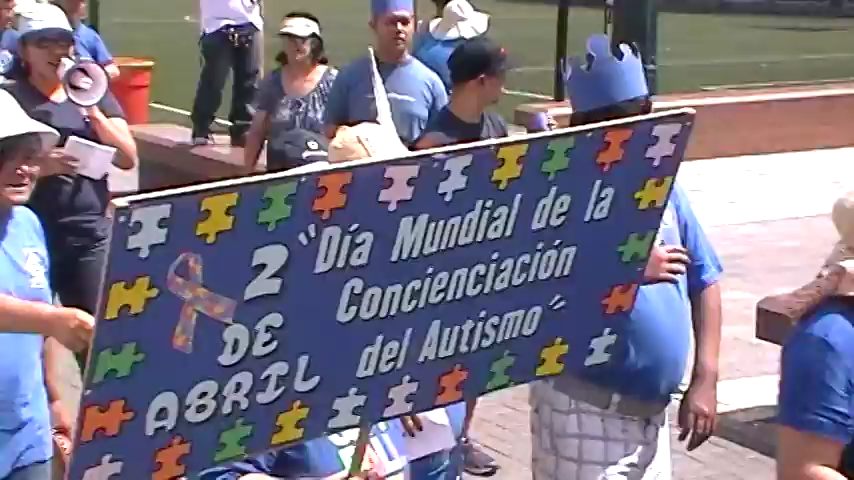 2
DE
ABRIL
"Día Mundial de la
Concienciación
del Autismo"